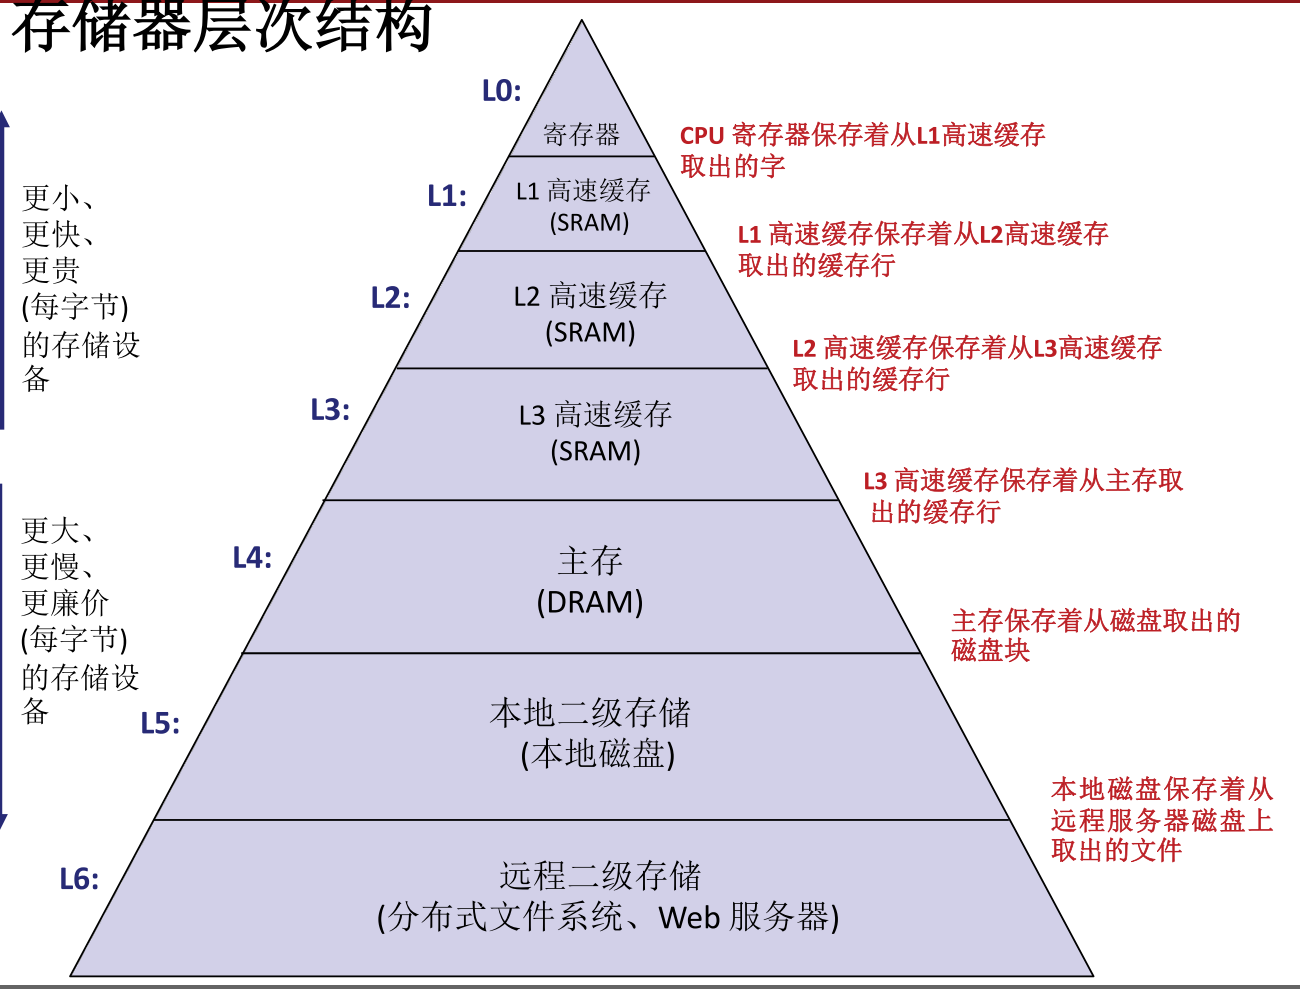 存储器层次结构
L0:
寄存器
CPU 寄存器保存着从L1高速缓存
取出的字
L1:
L1 高速缓存
(SRAM)
L1 高速缓存保存着从L2高速缓存
取出的缓存行
更小、
更快、
更贵
(每字节)
的存储设
备
L2:
L2 高速缓存
(SRAM)
L2 高速缓存保存着从L3高速缓存
取出的缓存行
L3:
L3 高速缓存
(SRAM)
L3 高速缓存保存着从主存取
出的缓存行
更大、
更慢、
更廉价
(每字节)
的存储设
备
L4:
主存
(DRAM)
主存保存着从磁盘取出的
磁盘块
L5:
本地二级存储
(本地磁盘)
本地磁盘保存着从
远程服务器磁盘上
取出的文件
L6:
远程二级存储
(分布式文件系统、Web 服务器)